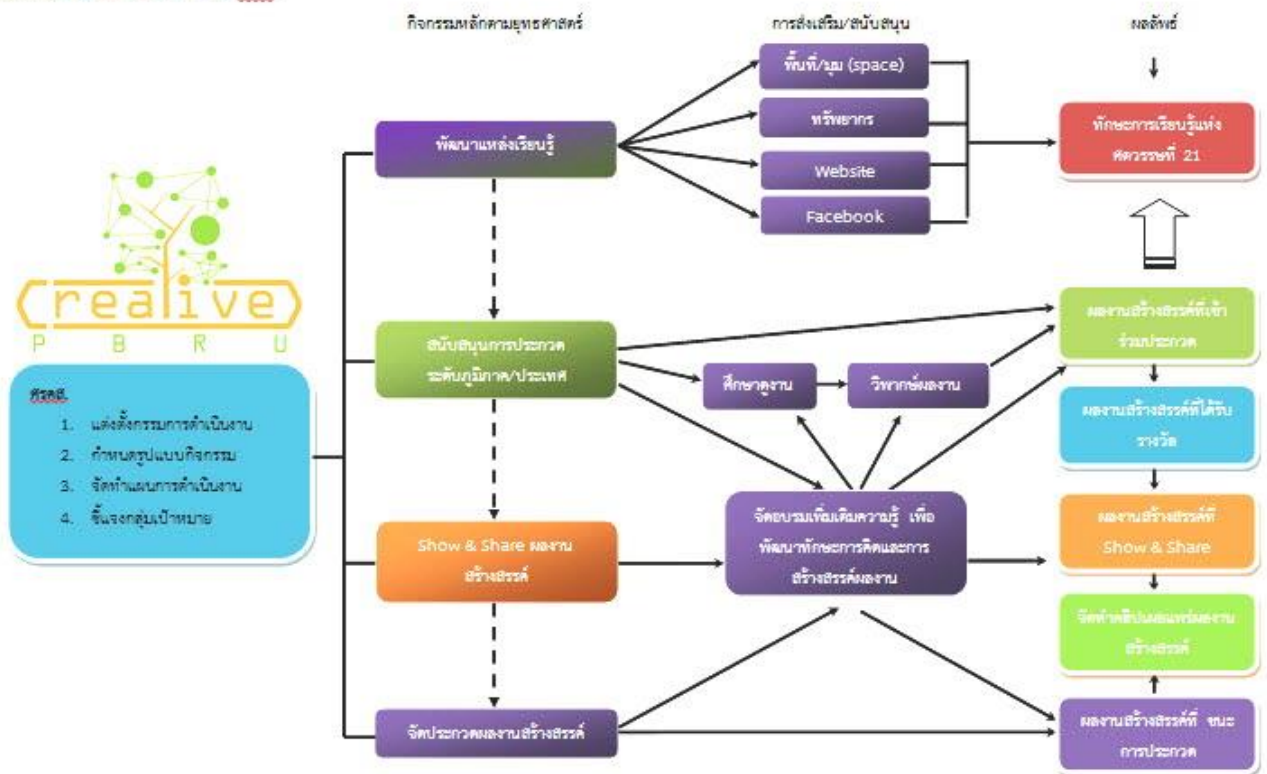 กิจกรรมหลักตามยุทธศาสตร์
การส่งเสริม/สนับสนุน
ผลลัพธ์
พื้นที่/มุม (space)
ทรัพยากร
Website
Facebook
พัฒนาแหล่งเรียนรู้
ทักษะการเรียนรู้แห่ง
ศตวรรษที่ 21
Creative
P B R U
ศรคส.
1. แต่งตั้งกรรมการดำเนินงาน
2. กำหนดรูปแบบกิจกรรม
3. จัดทำแผนการดำเนินงาน
4. ชี้แจงกลุ่มเป้าหมาย
สนับสนุนการประกวด
ระดับภูมิภาค/ประเทศ
ศึกษาดูงาน
วิพากษ์ผลงาน
ผลงานสร้างสรรค์ที่เข้า
ร่วมประกวด
ผลงานสร้างสรรค์ที่ได้รับ
รางวัล
Show & Share ผลงาน
สร้างสรรค์
จัดอบรมเพิ่มเติมความรู้ เพื่อ
พัฒนาทักษะการคิดและการ
สร้างสรรค์ผลงาน
ผลงานสร้างสรรค์ที่
Show & Share
จัดทำคลิปเผยแพร่ผลงาน
สร้างสรรค์
จัดประกวดผลงานสร้างสรรค์
ผลงานสร้างสรรค์ที่ ชนะ
การประกวด